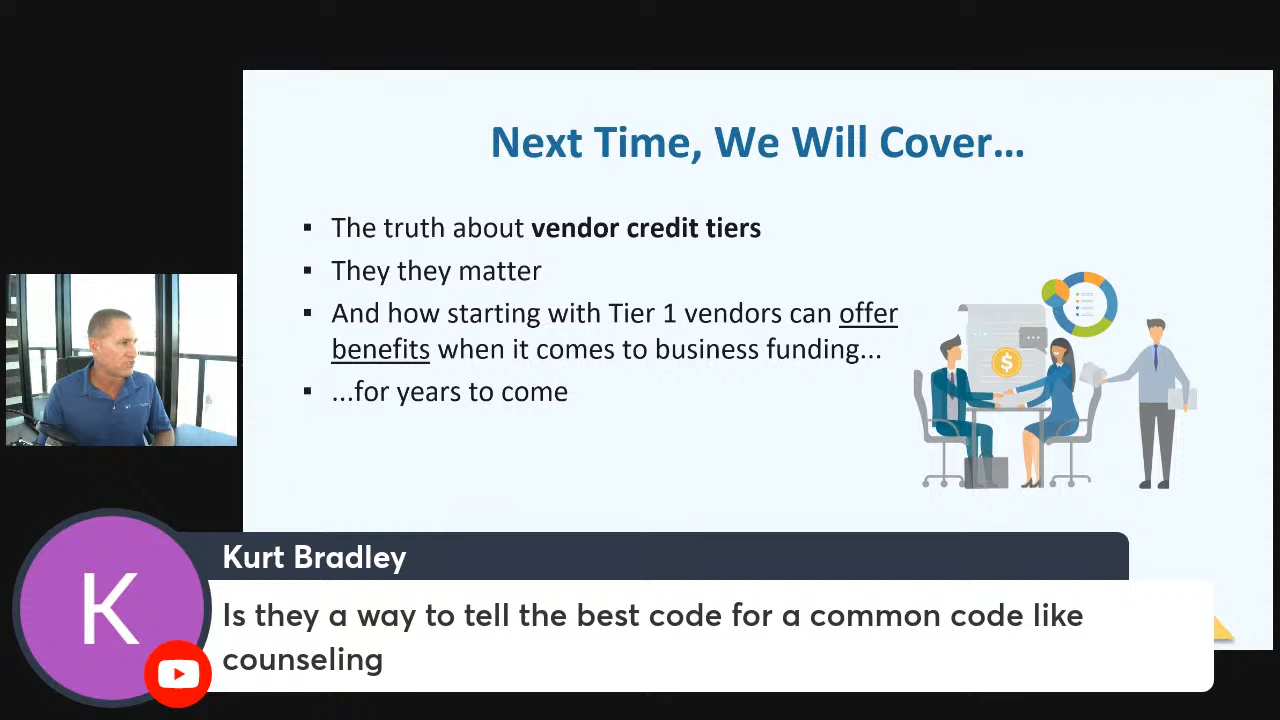 Next Time, We Will Cover...
▪ The truth about vendor credit tiers
▪ They they matter
▪ And how starting with Tier 1 vendors can offer
benefits when it comes to business funding...
▪ ...for years to come
$
K
Kurt Bradley
Is they a way to tell the best code for a common code like
counseling